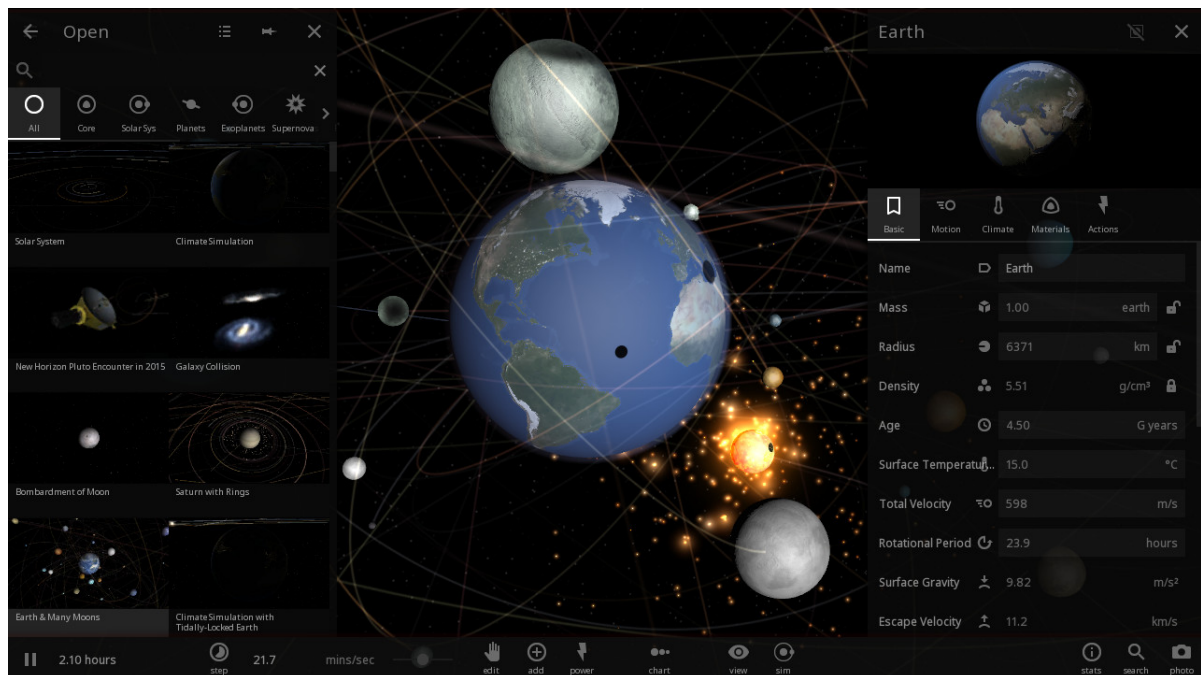 Open
All
Core
Solar Sys
Planets
Exoplanets
Supernova
Solar System
Climate Simulation
New Horizon Pluto Encounter in 2015
Galaxy Collision
Bombardment of Moon
Saturn with Rings
Earth & Many Moons
Climate Simulation with
Tidally-Locked Earth
Earth
Basic
Motion
Climate
Materials
Actions
Name Earth
Mass 1.00 earth
Radius 6371 km
Density 5.51 g/cm³
Age 4.50 G years
Surface Temperatur... 15.0 °C
Total Velocity 598 m/s
Rotational Period 23.9 hours
Surface Gravity 9.82 m/s²
Escape Velocity 11.2 km/s
2.10 hours
step
21.7 mins/sec
edit
add
power
chart
view
sim
stats
search
photo